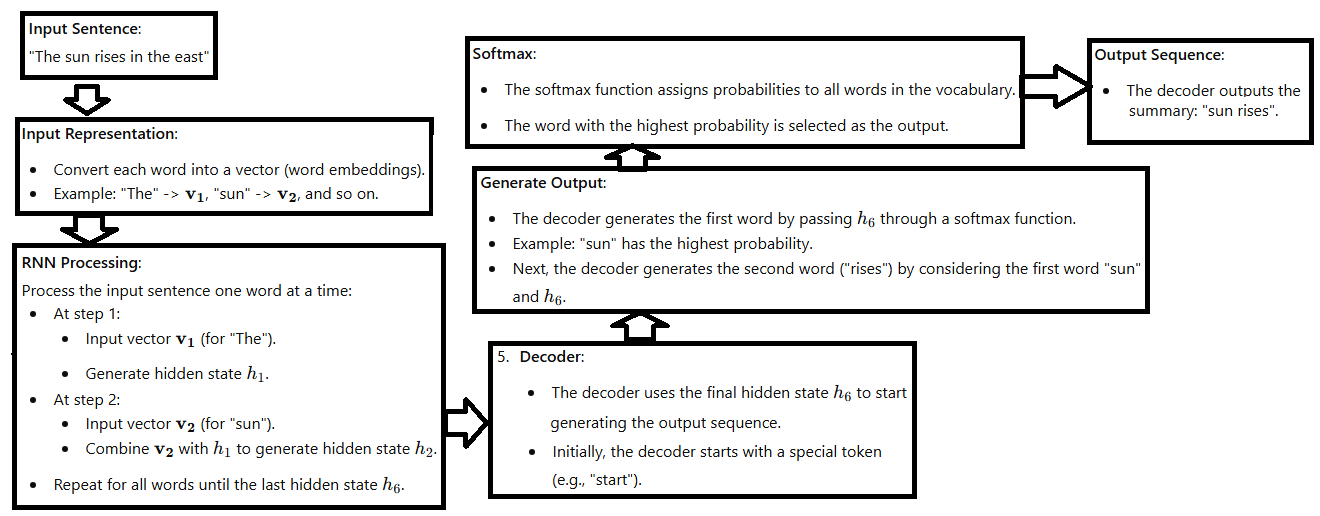 Input Sentence:
"The sun rises in the east"
Input Representation:
• Convert each word into a vector (word embeddings).
• Example: "The" -> v₁, "sun" -> v₂, and so on.
RNN Processing:
Process the input sentence one word at a time:
• At step 1:
• Input vector v₁ (for "The").
• Generate hidden state h₁.
• At step 2:
• Input vector v₂ (for "sun").
• Combine v₂ with h₁ to generate hidden state h₂.
• Repeat for all words until the last hidden state h₆.
5. Decoder:
• The decoder uses the final hidden state h₆ to start
generating the output sequence.
• Initially, the decoder starts with a special token
(e.g., "start").
Generate Output:
• The decoder generates the first word by passing h₆ through a softmax function.
• Example: "sun" has the highest probability.
• Next, the decoder generates the second word ("rises") by considering the first word "sun"
and h₆.
Softmax:
• The softmax function assigns probabilities to all words in the vocabulary.
• The word with the highest probability is selected as the output.
Output Sequence:
• The decoder outputs the
summary: "sun rises".